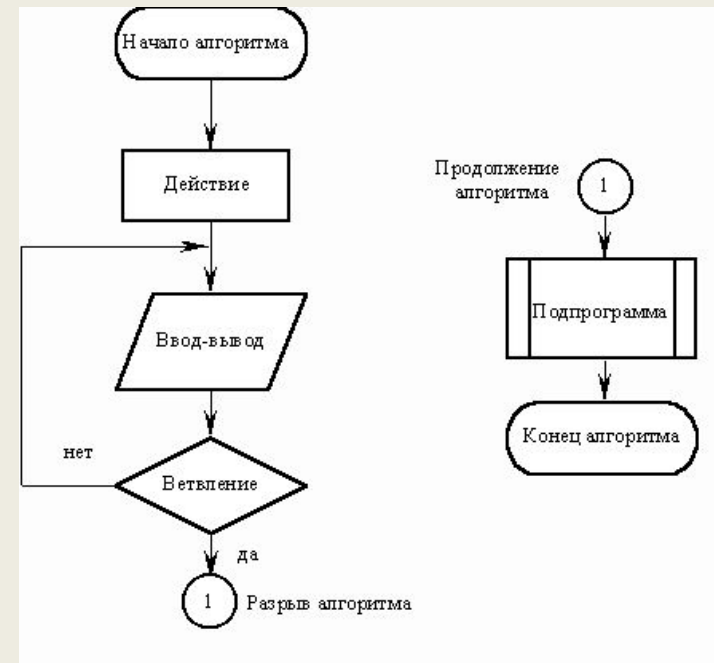 Начало алгоритма
Действие
Ввод-вывод
нет
Ветвление
да
1
Разрыв алгоритма
Продолжение
алгоритма
1
Подпрограмма
Конец алгоритма